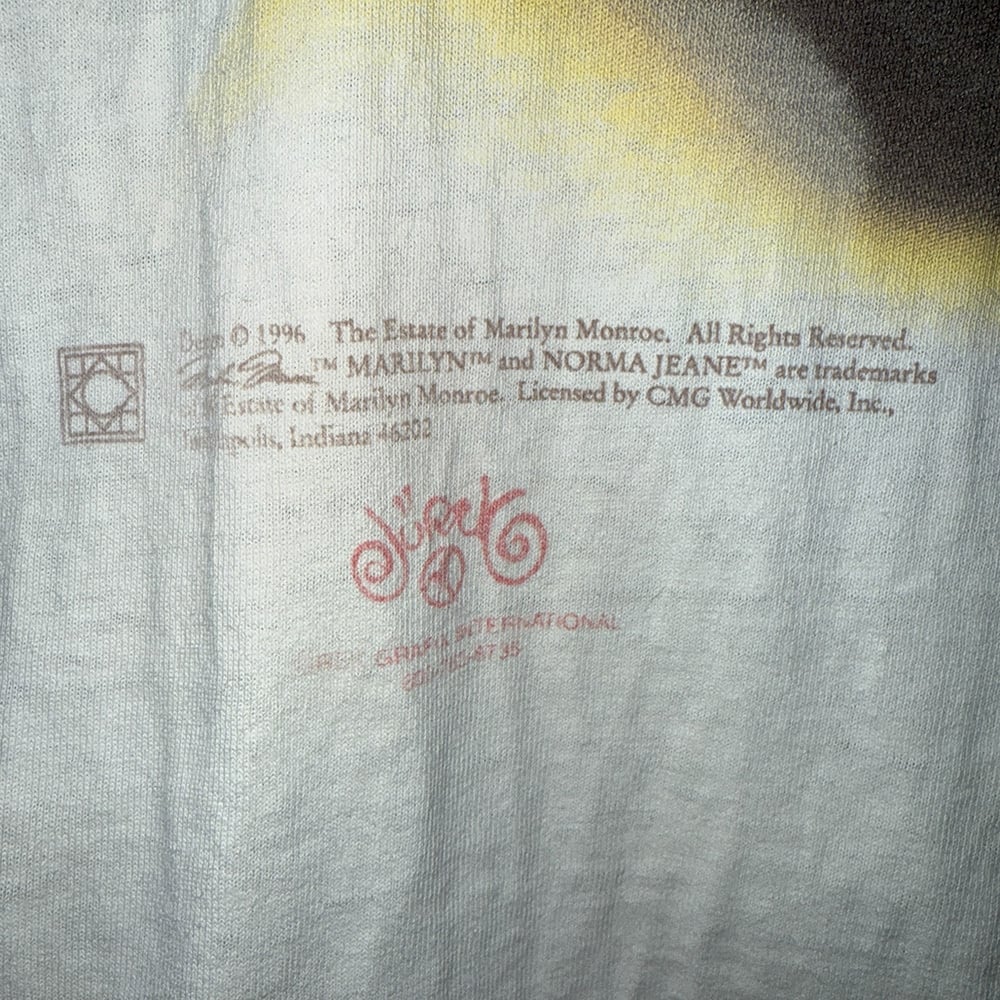 © 1996 The Estate of Marilyn Monroe. All Rights Reserved.
™ MARILYN™ and NORMA JEANE™ are trademarks
Estate of Marilyn Monroe. Licensed by CMG Worldwide, Inc.,
Indiana 46202
INTERNATIONAL